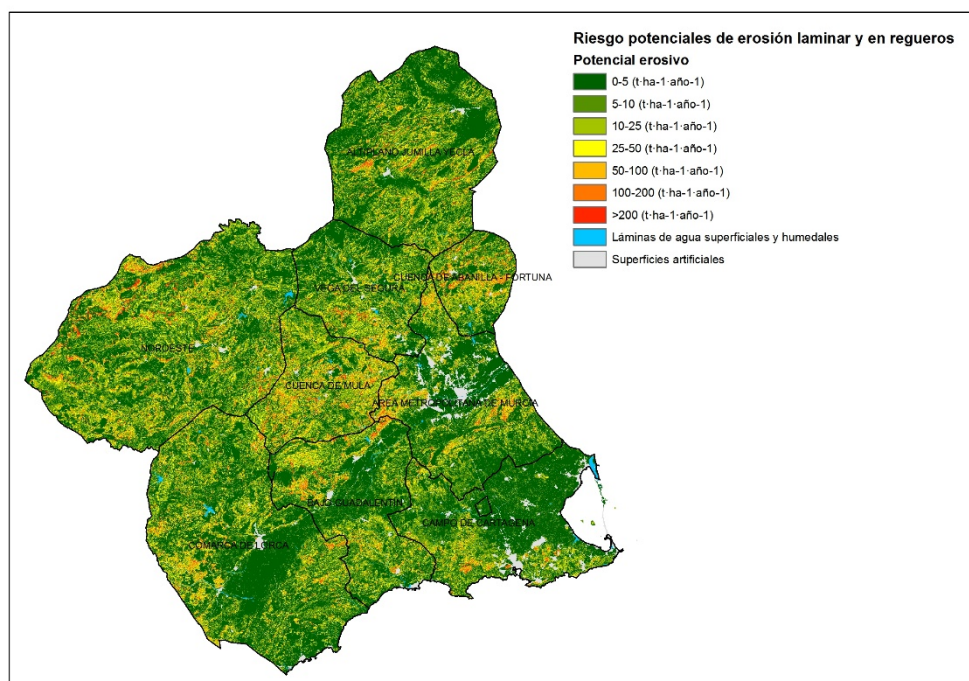 Riesgo potenciales de erosión laminar y en regueros
Potencial erosivo
0-5 (t·ha-1·año-1)
5-10 (t·ha-1·año-1)
10-25 (t·ha-1·año-1)
25-50 (t·ha-1·año-1)
50-100 (t·ha-1·año-1)
100-200 (t·ha-1·año-1)
>200 (t·ha-1·año-1)
Láminas de agua superficiales y humedales
Superficies artificiales
ALTIPLANO JUMILLA YECLA
CUENCA DE ABANILLA - FORTUNA
VEGA DEL SEGURA
NOROESTE
CUENCA DE MULA
AREA METROPOLITANA DE MURCIA
BAJO GUADALENTÍN
CAMPO DE CARTAGENA
COMARCA DE LORCA